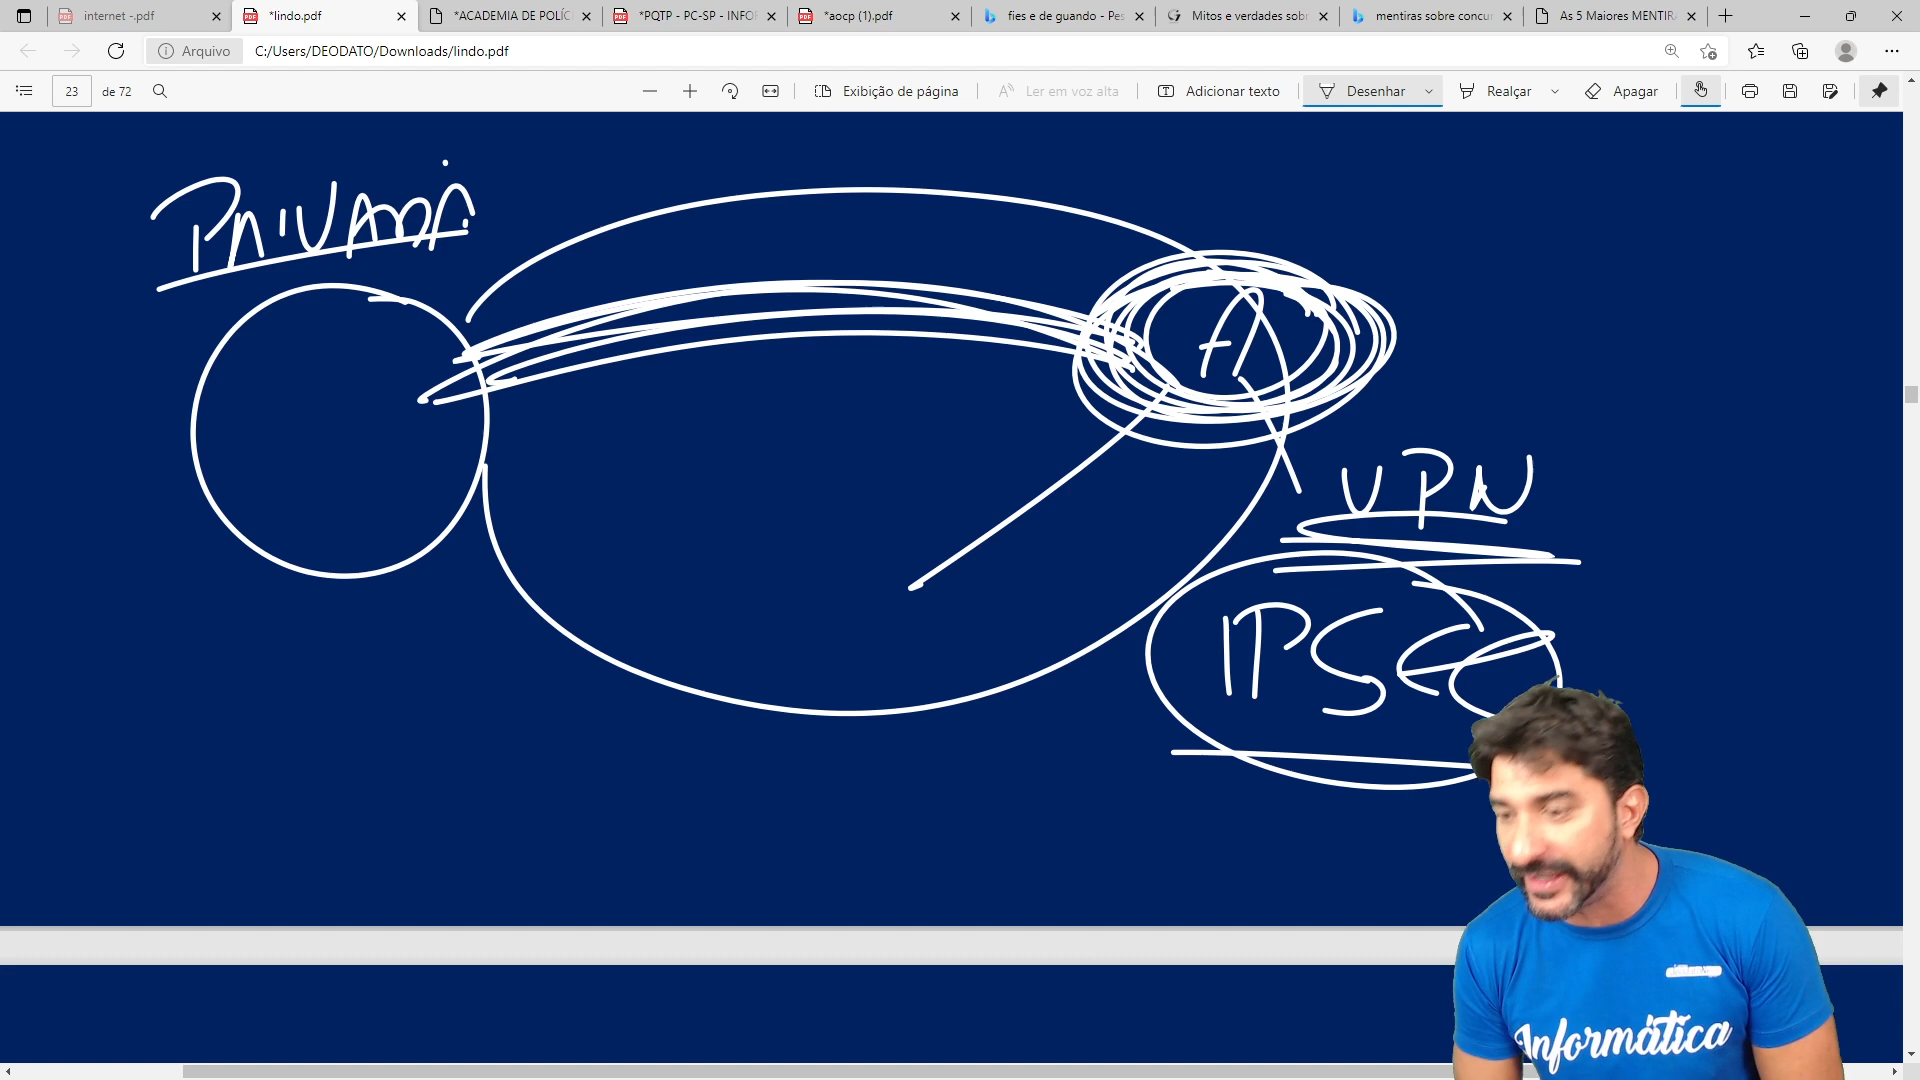 internet -.pdf
*lindo.pdf
*ACADEMIA DE POLÍC
*PQTP - PC-SP - INFO
*aocp (1).pdf
fies e de guando - Pes
Mitos e verdades sob
mentiras sobre concu
As 5 Maiores MENTIR
Arquivo
C:/Users/DEODATO/Downloads/lindo.pdf
23 de 72
Exibição de página
Ler em voz alta
Adicionar texto
Desenhar
Realçar
Apagar
PRIVADA
A
VPN
IPSEC
Informática